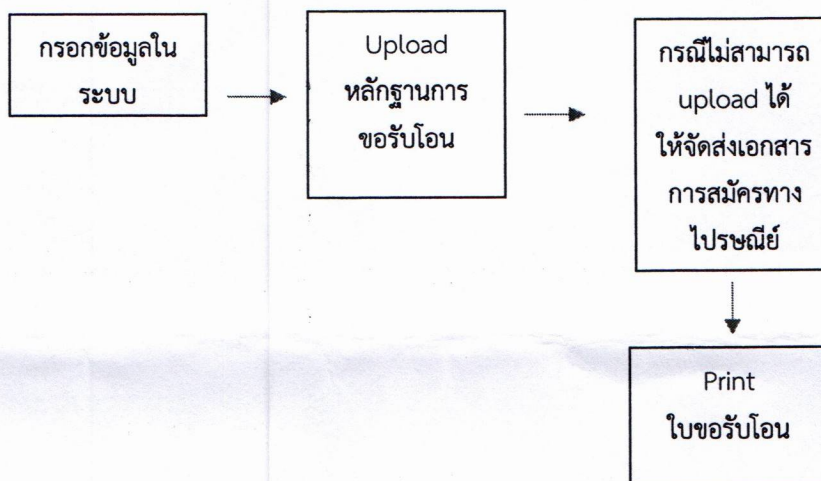 กรอกข้อมูลใน
ระบบ
Upload
หลักฐานการ
ขอรับโอน
กรณีไม่สามารถ
upload ได้
ให้จัดส่งเอกสาร
การสมัครทาง
ไปรษณีย์
Print
ใบขอรับโอน